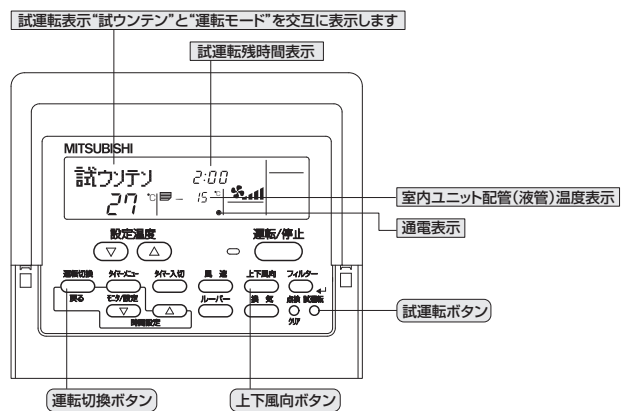 試運転表示“試ウンテン”と“運転モード”を交互に表示します
試運転残時間表示
MITSUBISHI
試ウンテン 2:00
27 ℃ - 15 ℃
室内ユニット配管(液管)温度表示
通電表示
設定温度 運転/停止
▽ △
運転切換 タイマーメニュー タイマー入切 風 速 上下風向 フィルター
戻る モニタ/設定 ルーバー 換 気 点検 試運転
▽ △
時間設定 クリア
試運転ボタン
運転切換ボタン 上下風向ボタン